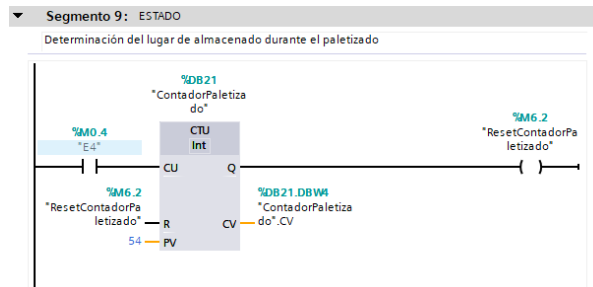 Segmento 9: ESTADO
Determinación del lugar de almacenado durante el paletizado
%DB21
"ContadorPaletiza
do"
%M0.4
"E4"
CTU
Int
%M6.2
"ResetContadorPa
letizado"
CU
Q
%M6.2
"ResetContadorPa
letizado"
R
%DB21.DBW4
"ContadorPaletiza
do".CV
CV
54
PV